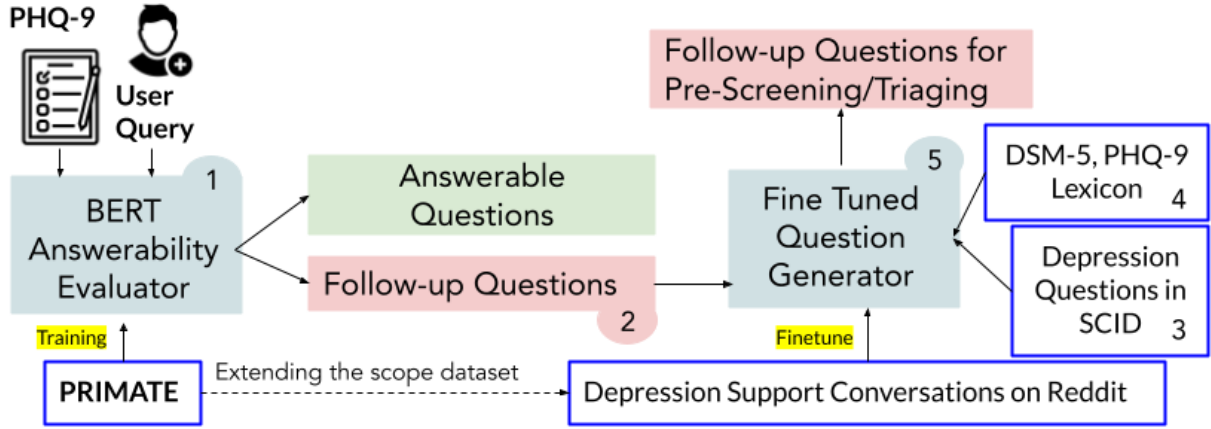 PHQ-9
User
Query
1
BERT
Answerability
Evaluator
Training
PRIMATE
Extending the scope dataset
Answerable
Questions
Follow-up Questions
2
Follow-up Questions for
Pre-Screening/Triaging
5
Fine Tuned
Question
Generator
Finetune
Depression Support Conversations on Reddit
DSM-5, PHQ-9
Lexicon 4
Depression
Questions in
SCID 3